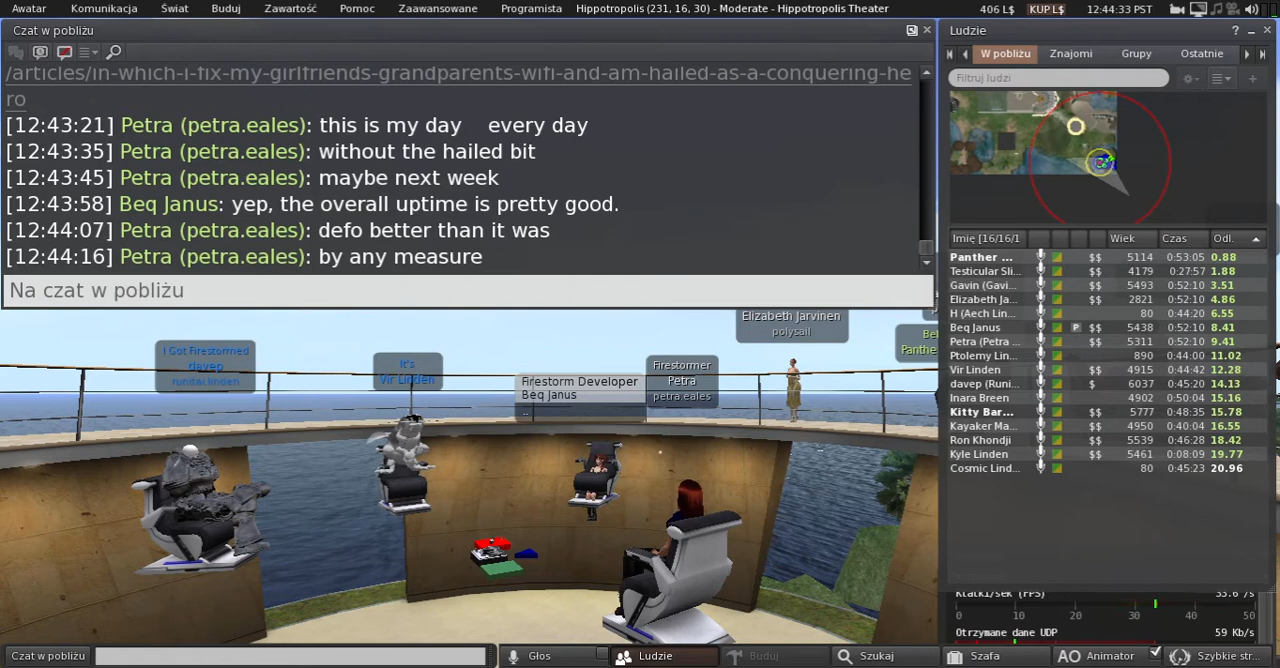 Awatar Komunikacja Świat Buduj Zawartość Pomoc Zaawansowane Programista Hippotropolis (231, 16, 30) - Moderate - Hippotropolis Theater 406 L$ KUP L$ 12:44:33 PST
Czat w pobliżu
/articles/in-which-i-fix-my-girlfriends-grandparents-wifi-and-am-hailed-as-a-conquering-he
ro
[12:43:21] Petra (petra.eales): this is my day    every day
[12:43:35] Petra (petra.eales): without the hailed bit
[12:43:45] Petra (petra.eales): maybe next week
[12:43:58] Beq Janus: yep, the overall uptime is pretty good.
[12:44:07] Petra (petra.eales): defo better than it was
[12:44:16] Petra (petra.eales): by any measure
Na czat w pobliżu
Elizabeth Jarvinen
polysail
Panthe
I Got Firestormed
davep
runitai.linden
It's
Vir Linden
Firestorm Developer
Beq Janus
..
Firestormer
Petra
petra.eales
Ludzie
W pobliżu Znajomi Grupy Ostatnie
Filtruj ludzi
Imię [16/16/1 Wiek Czas Odl.
Panther ... $$ 5114 0:53:05 0.88
Testicular Sli... $$ 4179 0:27:57 1.88
Gavin (Gavi... $$ 5493 0:52:10 3.51
Elizabeth Ja... $$ 2821 0:52:10 4.86
H (Aech Lin... 80 0:44:20 6.55
Beq Janus P $$ 5438 0:52:10 8.41
Petra (Petra ... $$ 5311 0:52:10 9.41
Ptolemy Lin... 890 0:44:00 11.02
Vir Linden $$ 4915 0:44:42 12.28
davep (Runi... $ 6037 0:45:20 14.13
Inara Breen 4902 0:50:04 15.16
Kitty Bar... $$ 5777 0:48:35 15.78
Kayaker Ma... $$ 4950 0:40:04 16.55
Ron Khondji $$ 5539 0:46:28 18.42
Kyle Linden $$ 5461 0:08:09 19.77
Cosmic Lind... 80 0:45:23 20.96
Klatki/sek (FPS) 33.6 /s
0 10 20 30 40 50
Otrzymane dane UDP 59 Kb/s
Czat w pobliżu Głos Ludzie Buduj Szukaj Szafa AO Animator Szybkie str...